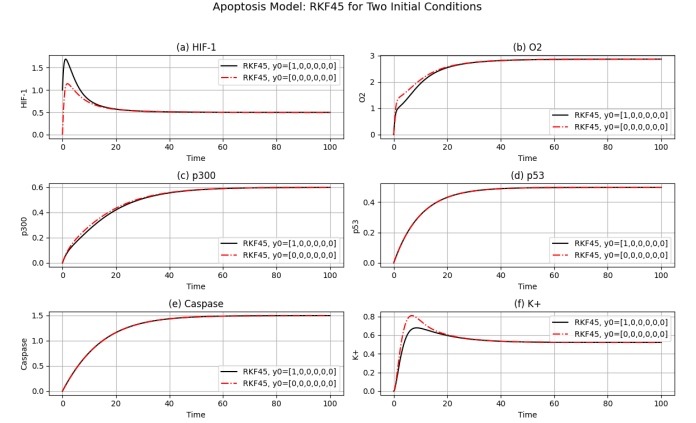 Apoptosis Model: RKF45 for Two Initial Conditions
(a) HIF-1
RKF45, y0=[1,0,0,0,0,0]
RKF45, y0=[0,0,0,0,0,0]
HIF-1
1.5
1.0
0.5
0.0
0 20 40 60 80 100
Time
(b) O2
O2
3
2
1
0
RKF45, y0=[1,0,0,0,0,0]
RKF45, y0=[0,0,0,0,0,0]
0 20 40 60 80 100
Time
(c) p300
p300
0.6
0.4
0.2
0.0
RKF45, y0=[1,0,0,0,0,0]
RKF45, y0=[0,0,0,0,0,0]
0 20 40 60 80 100
Time
(d) p53
p53
0.4
0.2
0.0
RKF45, y0=[1,0,0,0,0,0]
RKF45, y0=[0,0,0,0,0,0]
0 20 40 60 80 100
Time
(e) Caspase
Caspase
1.5
1.0
0.5
0.0
RKF45, y0=[1,0,0,0,0,0]
RKF45, y0=[0,0,0,0,0,0]
0 20 40 60 80 100
Time
(f) K+
K+
0.8
0.6
0.4
0.2
0.0
RKF45, y0=[1,0,0,0,0,0]
RKF45, y0=[0,0,0,0,0,0]
0 20 40 60 80 100
Time